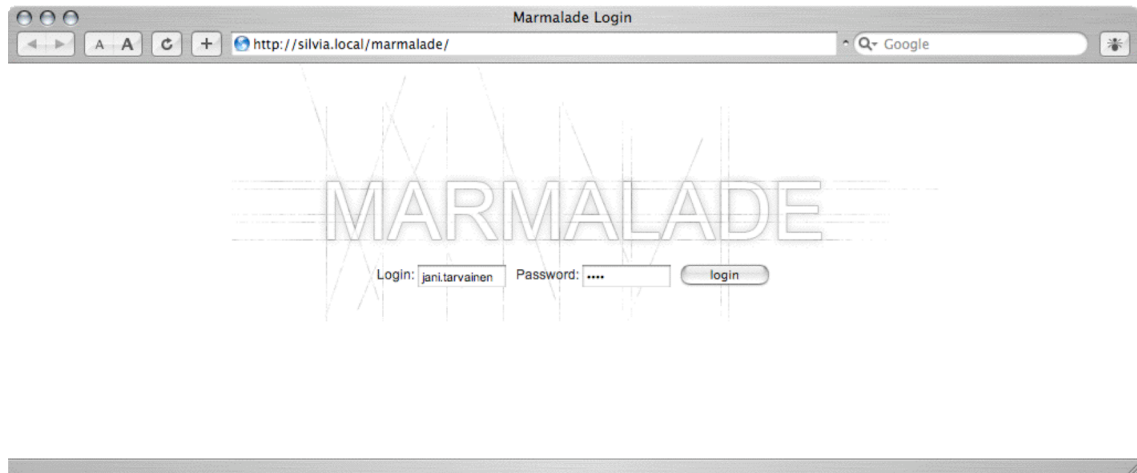 Marmalade Login
A A
http://silvia.local/marmalade/
Google
MARMALADE
Login: jani.tarvainen Password: •••• login